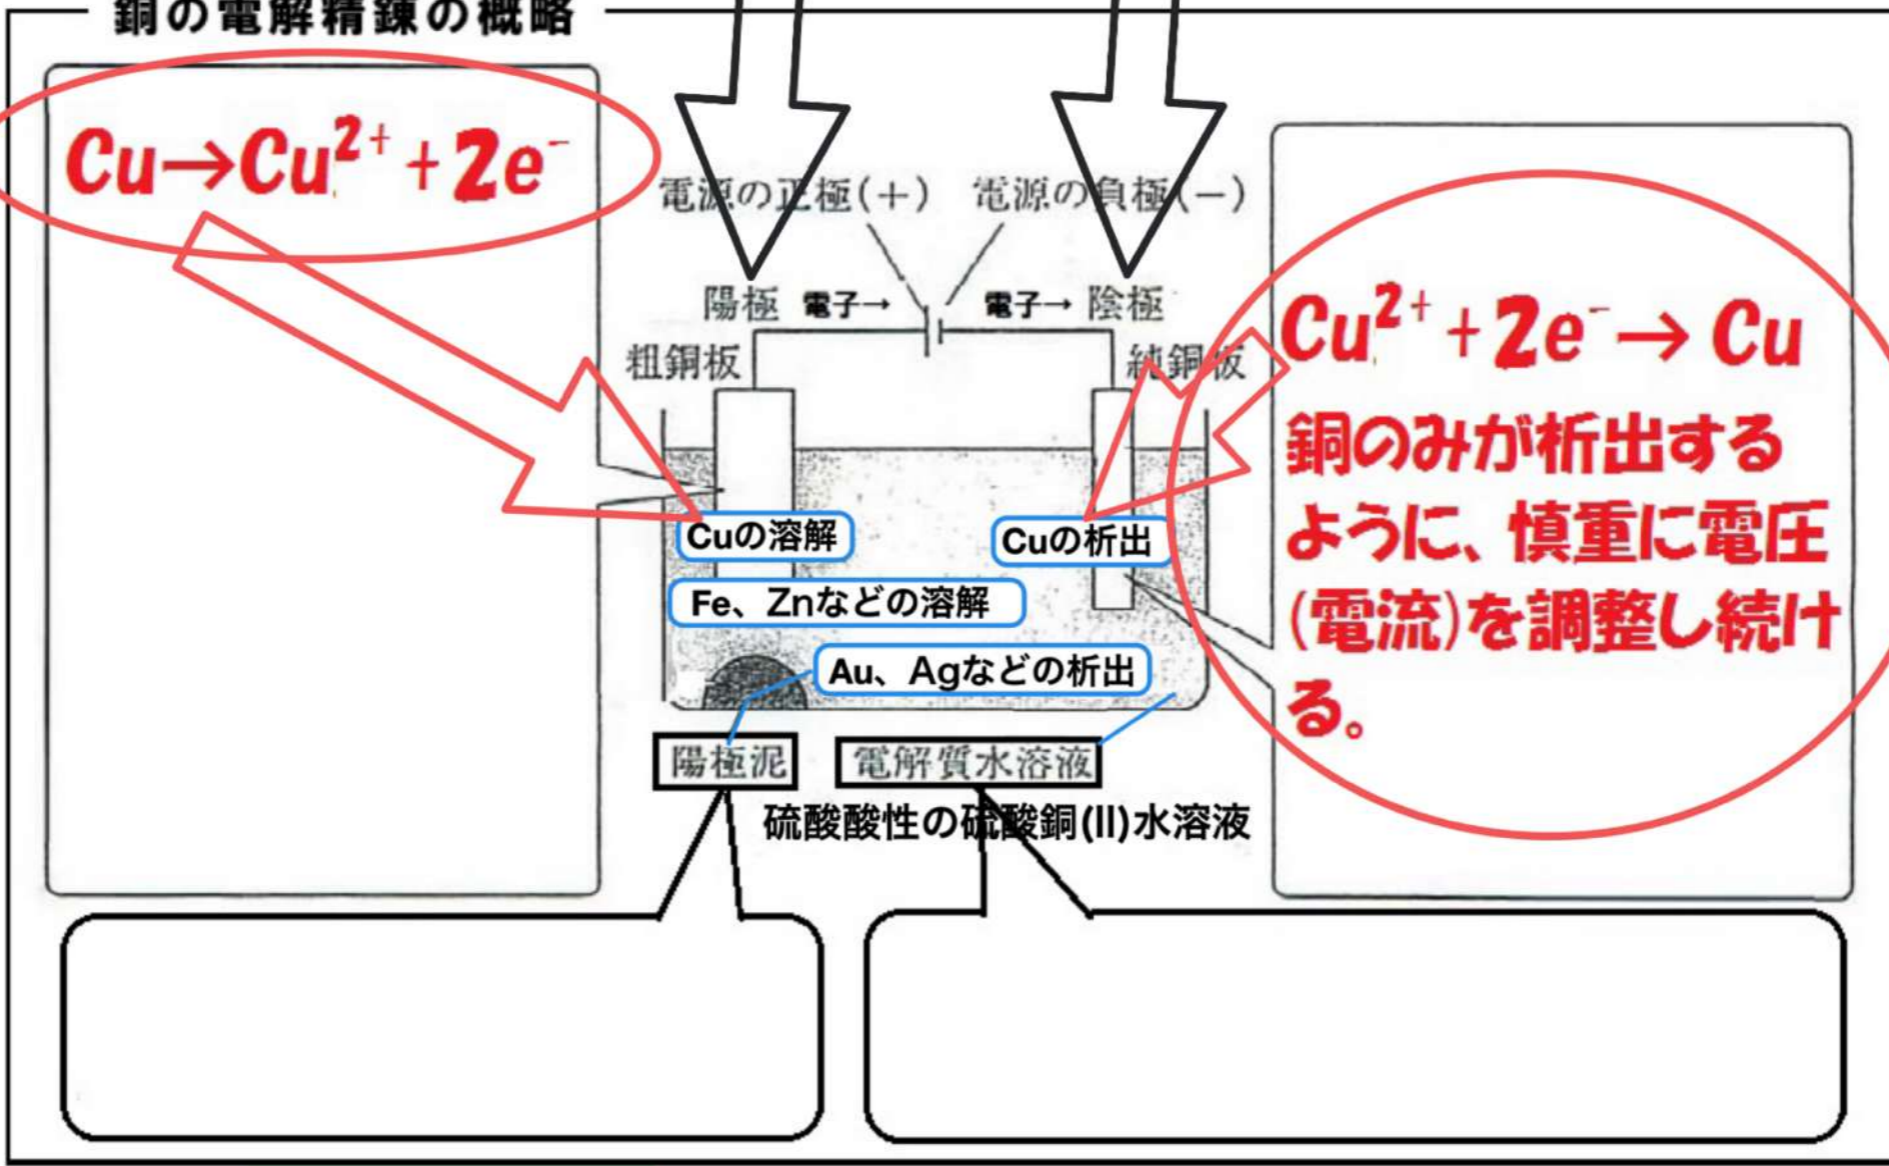 銅の電解精錬の概略
Cu→Cu²⁺+2e⁻
電源の正極(+) 電源の負極(−)
陽極 電子→ 電子→ 陰極
粗銅板 純銅板
Cu²⁺+2e⁻→Cu
銅のみが析出する
ように、慎重に電圧
(電流)を調整し続け
る。
Cuの溶解 Cuの析出
Fe、Znなどの溶解
Au、Agなどの析出
陽極泥 電解質水溶液
硫酸酸性の硫酸銅(II)水溶液